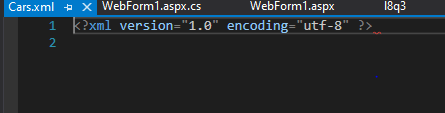 Cars.xml WebForm1.aspx.cs WebForm1.aspx l8q3
1 <?xml version="1.0" encoding="utf-8" ?>
2